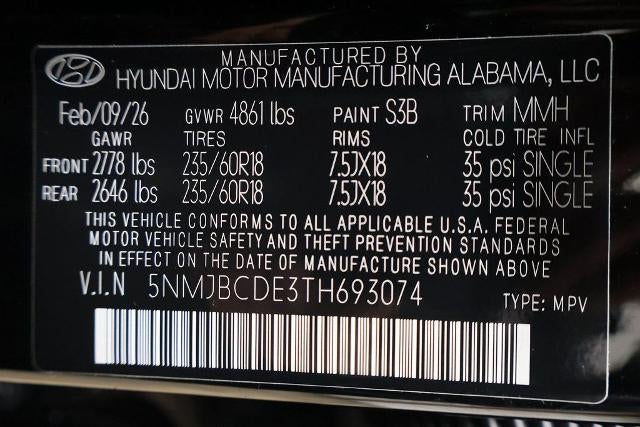 MANUFACTURED BY
HYUNDAI MOTOR MANUFACTURING ALABAMA, LLC
Feb/09/26 GVWR 4861 lbs PAINT S3B TRIM MMH
GAWR TIRES RIMS COLD TIRE INFL
FRONT 2778 lbs 235/60R18 7.5JX18 35 psi SINGLE
REAR 2646 lbs 235/60R18 7.5JX18 35 psi SINGLE
THIS VEHICLE CONFORMS TO ALL APPLICABLE U.S.A. FEDERAL
MOTOR VEHICLE SAFETY AND THEFT PREVENTION STANDARDS
IN EFFECT ON THE DATE OF MANUFACTURE SHOWN ABOVE
V.I.N 5NMJBCDE3TH693074 TYPE: MPV